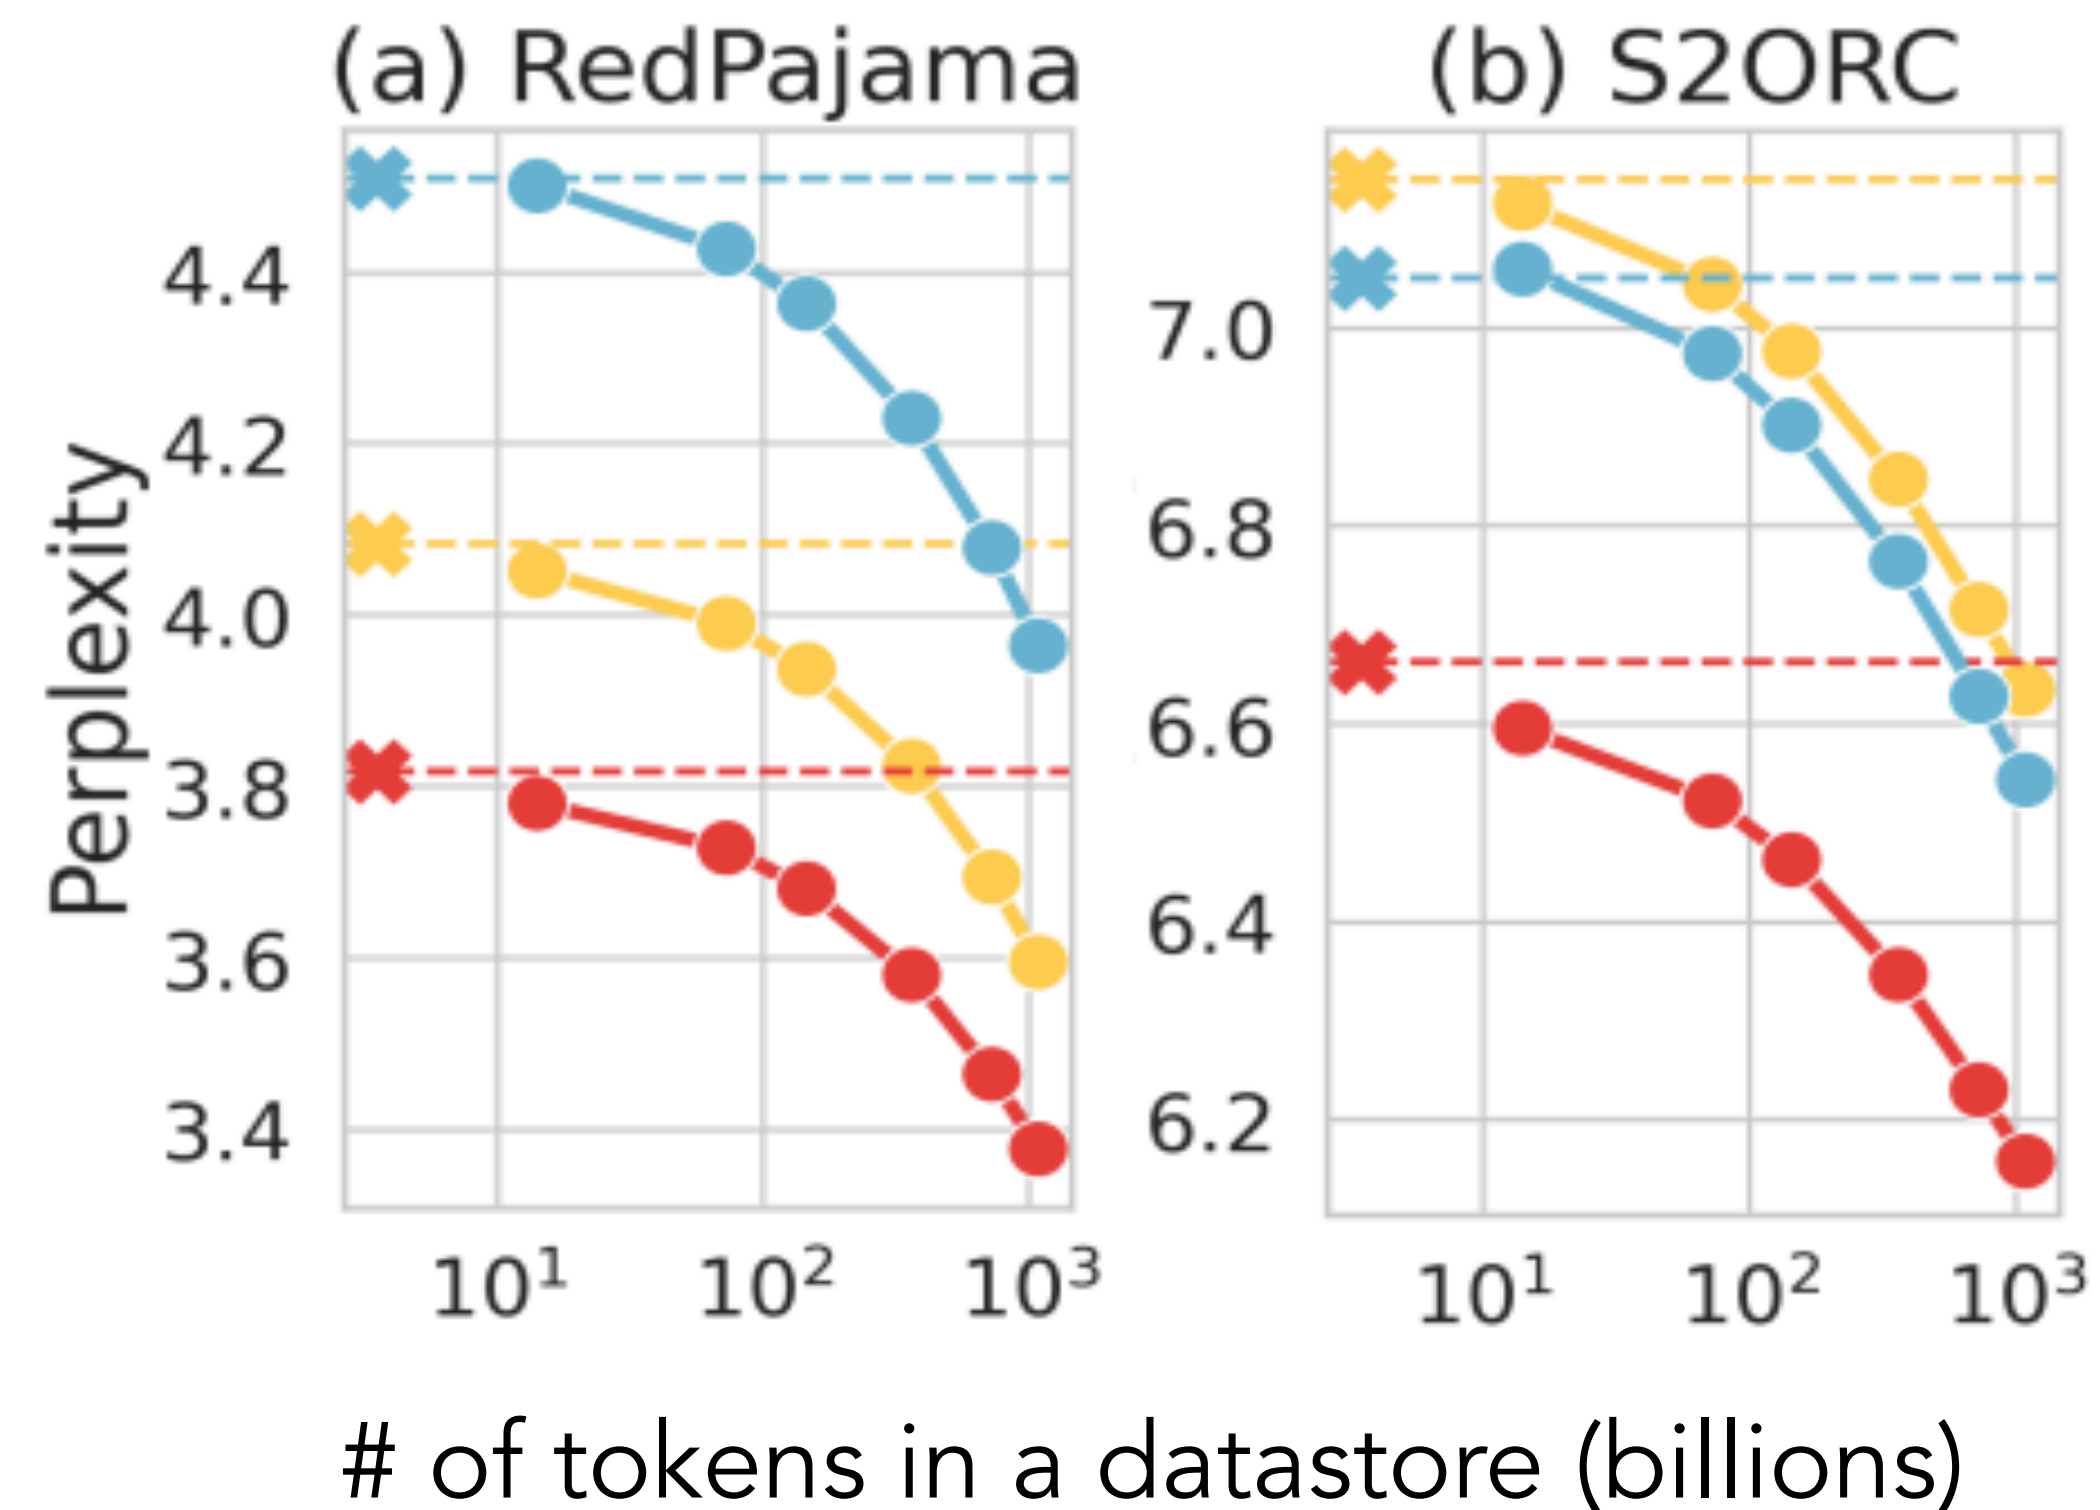 (a) RedPajama
(b) S2ORC
Perplexity
4.4
4.2
4.0
3.8
3.6
3.4
10¹ 10² 10³
7.0
6.8
6.6
6.4
6.2
10¹ 10² 10³
# of tokens in a datastore (billions)